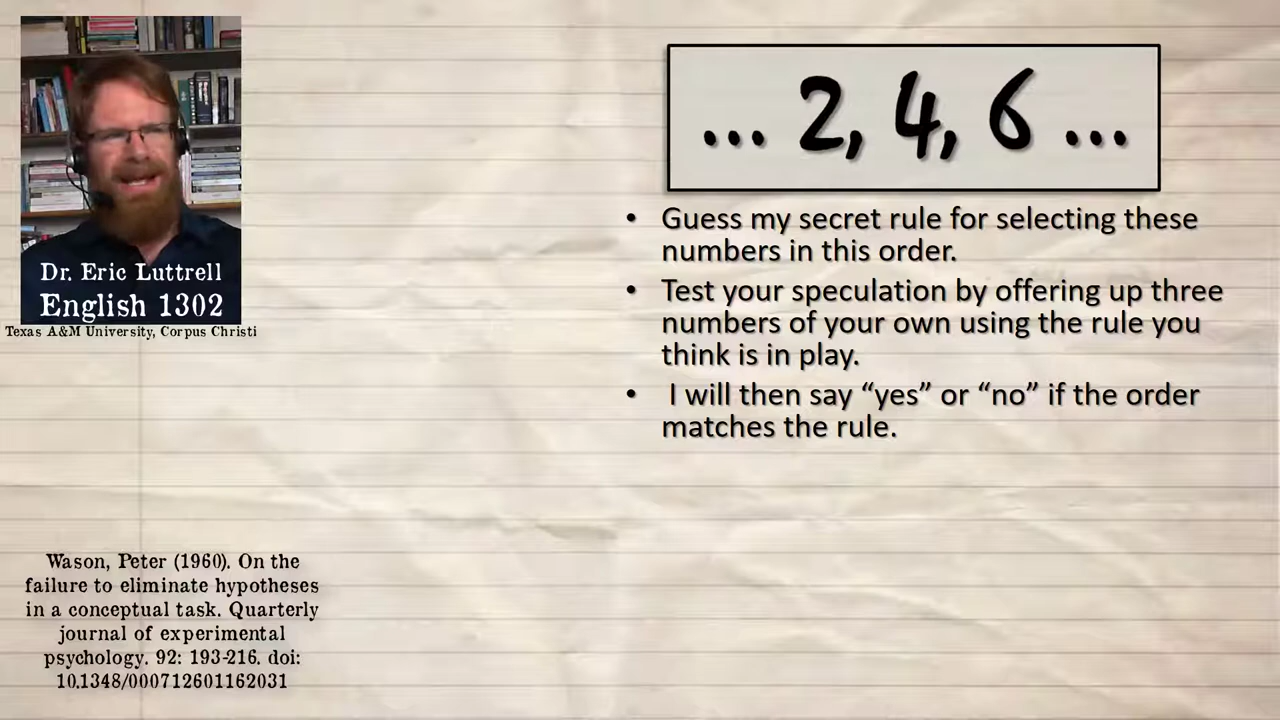 Dr. Eric Luttrell
English 1302
Texas A&M University, Corpus Christi
... 2, 4, 6 ...
• Guess my secret rule for selecting these
numbers in this order.
• Test your speculation by offering up three
numbers of your own using the rule you
think is in play.
• I will then say “yes” or “no” if the order
matches the rule.
Wason, Peter (1960). On the
failure to eliminate hypotheses
in a conceptual task. Quarterly
journal of experimental
psychology. 92: 193-216. doi:
10.1348/000712601162031